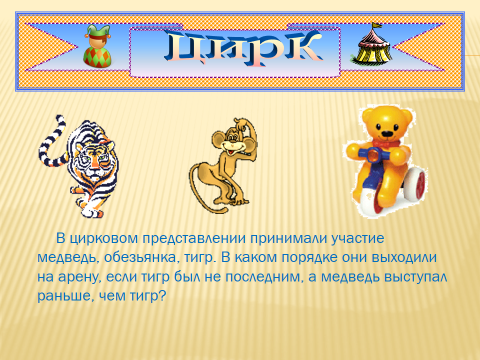 цирк
В цирковом представлении принимали участие
медведь, обезьянка, тигр. В каком порядке они выходили
на арену, если тигр был не последним, а медведь выступал
раньше, чем тигр?